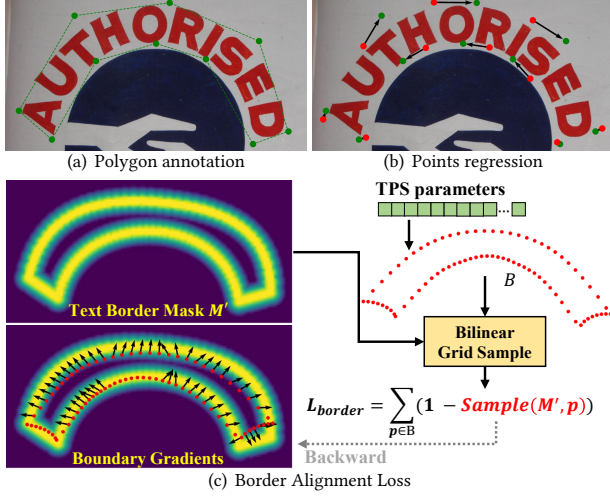 AUTHORISED
AUTHORISED
(a) Polygon annotation
(b) Points regression
TPS parameters
...
B
Text Border Mask M′
Bilinear
Grid Sample
L_border = ∑_{p∈B} (1 − Sample(M′, p))
Boundary Gradients
Backward
(c) Border Alignment Loss